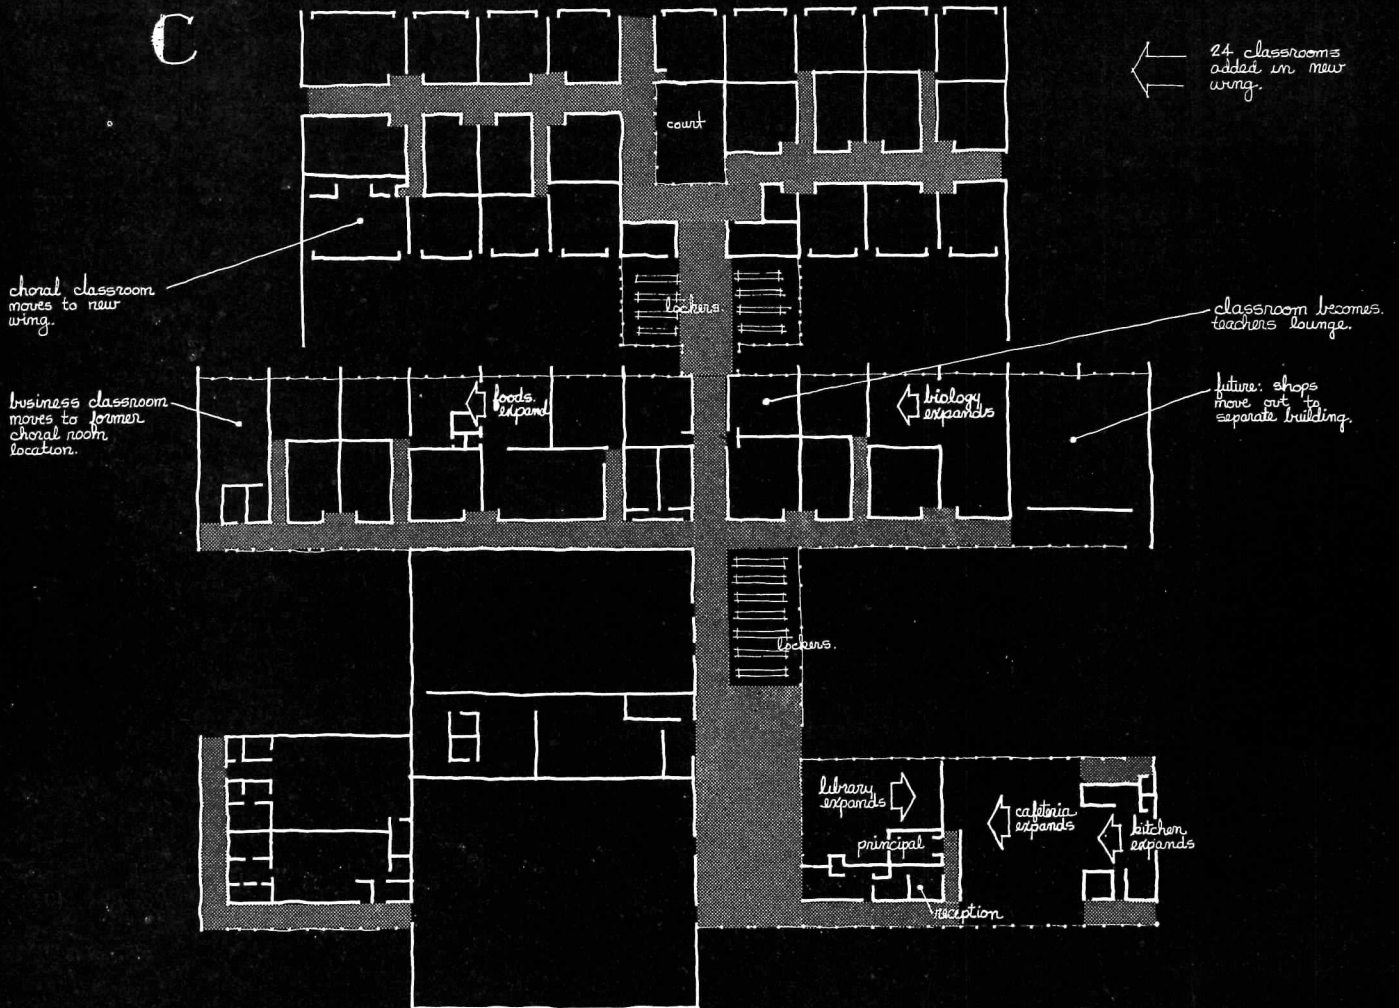 C
24 classrooms
added in new
wing.
court
choral classroom
moves to new
wing.
lockers.
classroom becomes.
teachers lounge.
business classroom
moves to former
choral room
location.
foods.
expand
biology
expands
future: shops
move out to
separate building.
lockers.
library
expands
cafeteria
expands
kitchen
expands
principal
reception